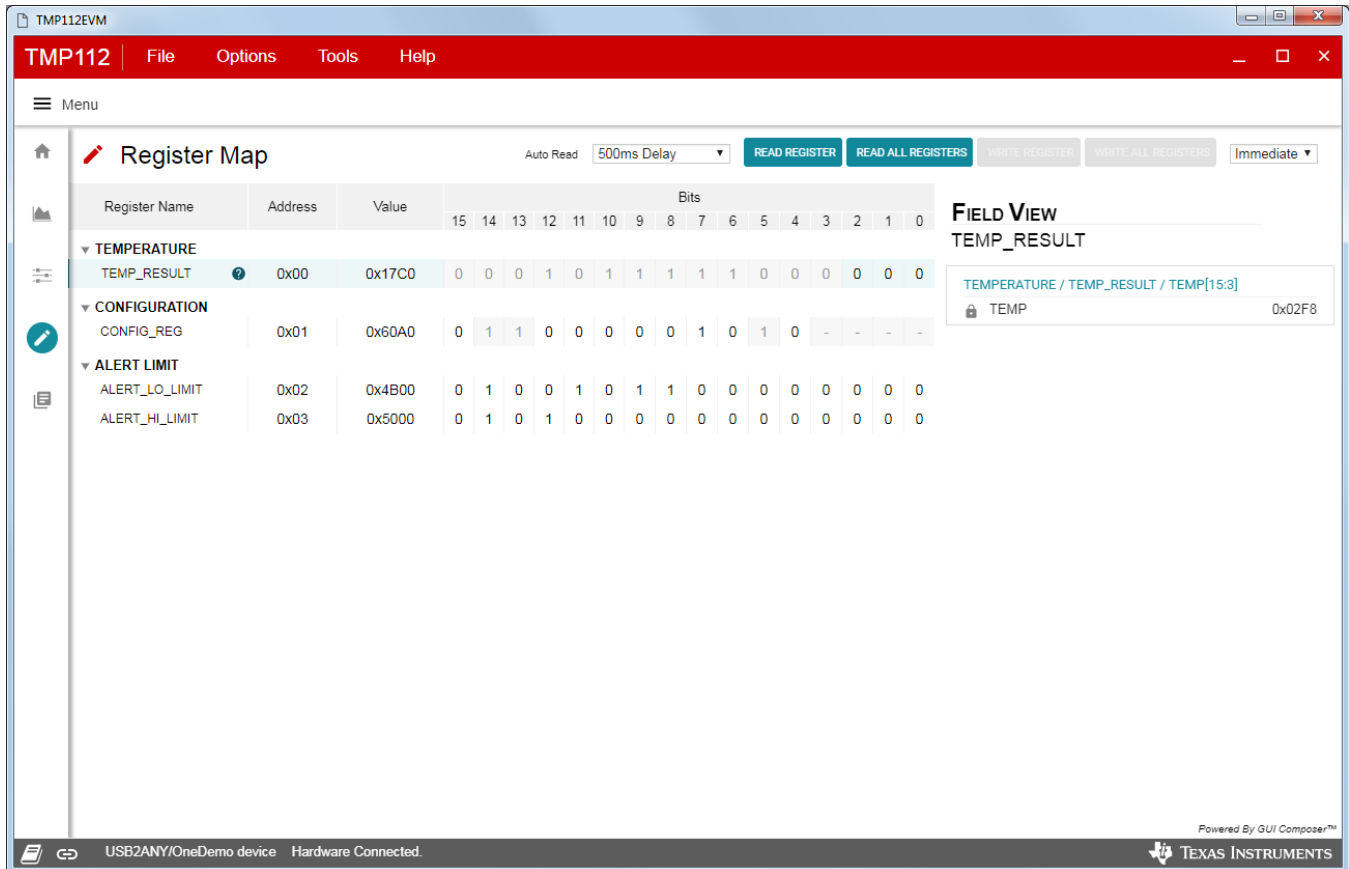 TMP112EVM
TMP112 File Options Tools Help
Menu
Register Map Auto Read 500ms Delay READ REGISTER READ ALL REGISTERS WRITE REGISTER WRITE ALL REGISTERS Immediate
Register Name Address Value Bits
15 14 13 12 11 10 9 8 7 6 5 4 3 2 1 0
TEMPERATURE
TEMP_RESULT ? 0x00 0x17C0 0 0 0 1 0 1 1 1 1 1 0 0 0 0 0 0
CONFIGURATION
CONFIG_REG 0x01 0x60A0 0 1 1 0 0 0 0 0 1 0 1 0 - - - -
ALERT LIMIT
ALERT_LO_LIMIT 0x02 0x4B00 0 1 0 0 1 0 1 1 0 0 0 0 0 0 0 0
ALERT_HI_LIMIT 0x03 0x5000 0 1 0 1 0 0 0 0 0 0 0 0 0 0 0 0
FIELD VIEW
TEMP_RESULT
TEMPERATURE / TEMP_RESULT / TEMP[15:3]
TEMP 0x02F8
Powered By GUI Composer™
USB2ANY/OneDemo device Hardware Connected. TEXAS INSTRUMENTS